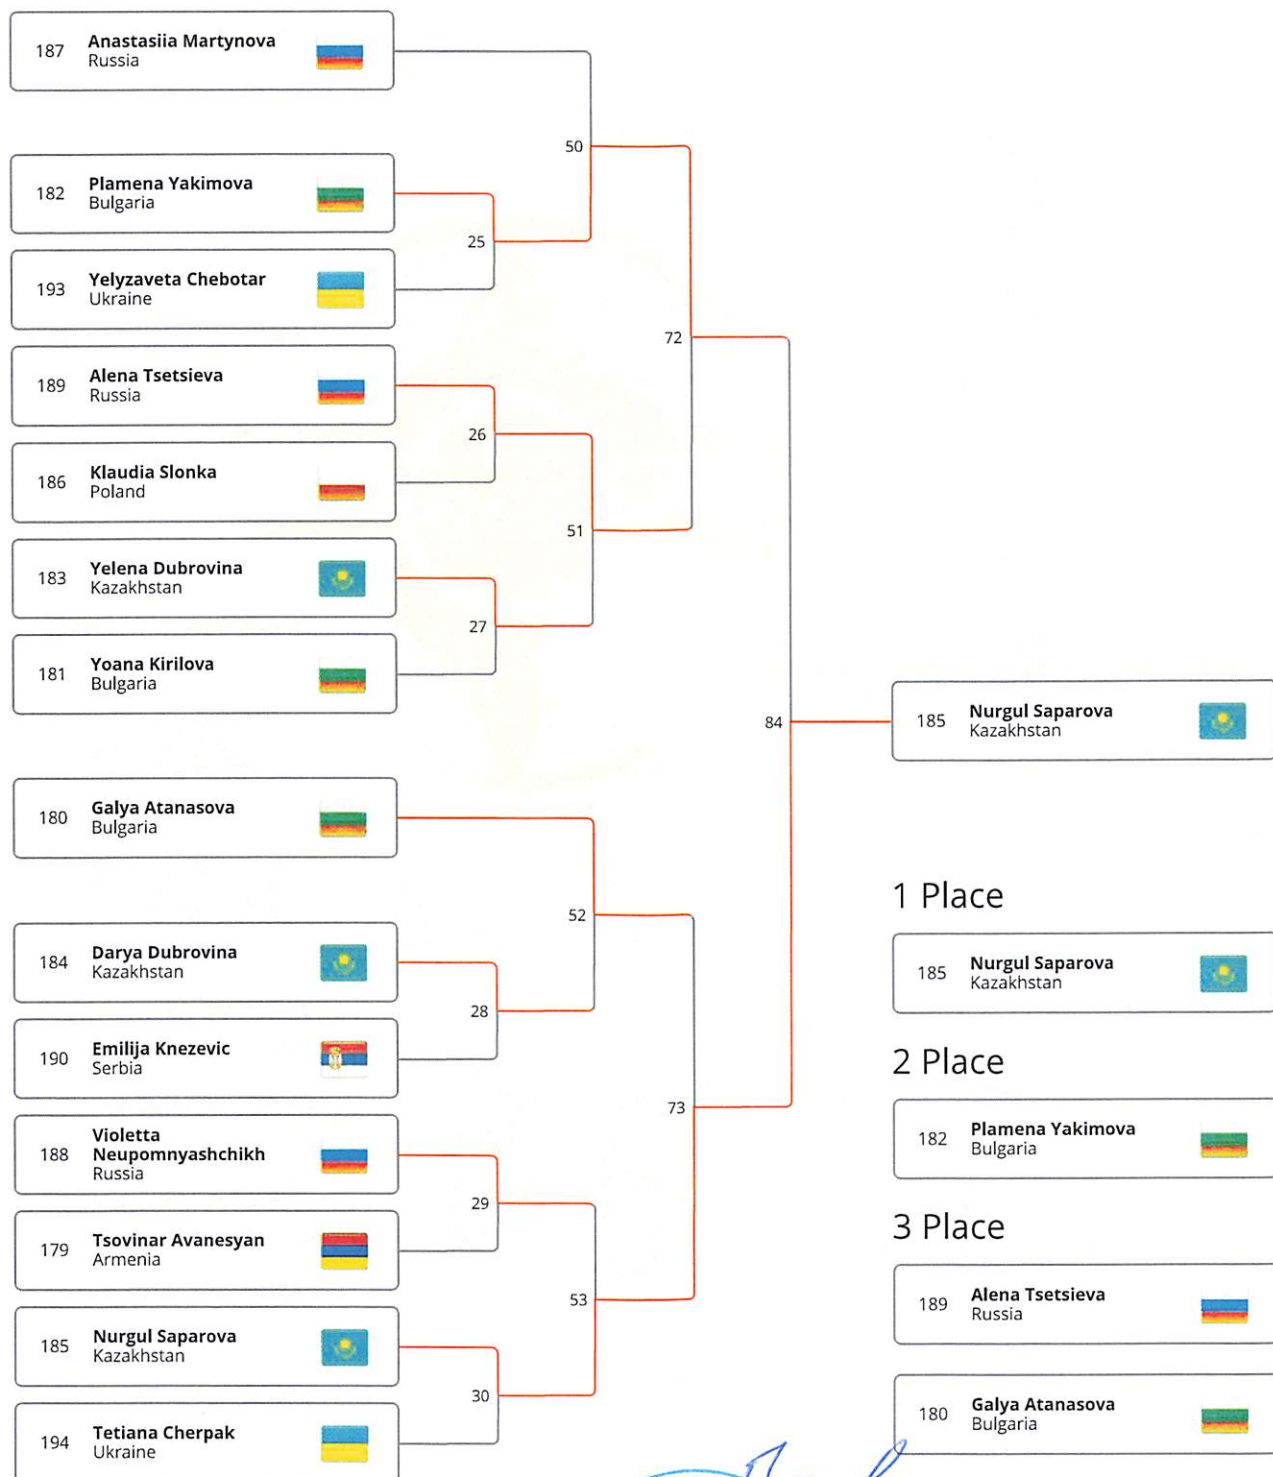 187 Anastasiia Martynova
Russia
50
182 Plamena Yakimova
Bulgaria
25
193 Yelyzaveta Chebotar
Ukraine
72
189 Alena Tsetsieva
Russia
26
186 Klaudia Slonka
Poland
51
183 Yelena Dubrovina
Kazakhstan
27
181 Yoana Kirilova
Bulgaria
84
185 Nurgul Saparova
Kazakhstan
180 Galya Atanasova
Bulgaria
52
184 Darya Dubrovina
Kazakhstan
28
190 Emilija Knezevic
Serbia
73
188 Violetta
Neupomnyashchikh
Russia
29
179 Tsovinar Avanesyan
Armenia
53
185 Nurgul Saparova
Kazakhstan
30
194 Tetiana Cherpak
Ukraine
1 Place
185 Nurgul Saparova
Kazakhstan
2 Place
182 Plamena Yakimova
Bulgaria
3 Place
189 Alena Tsetsieva
Russia
180 Galya Atanasova
Bulgaria